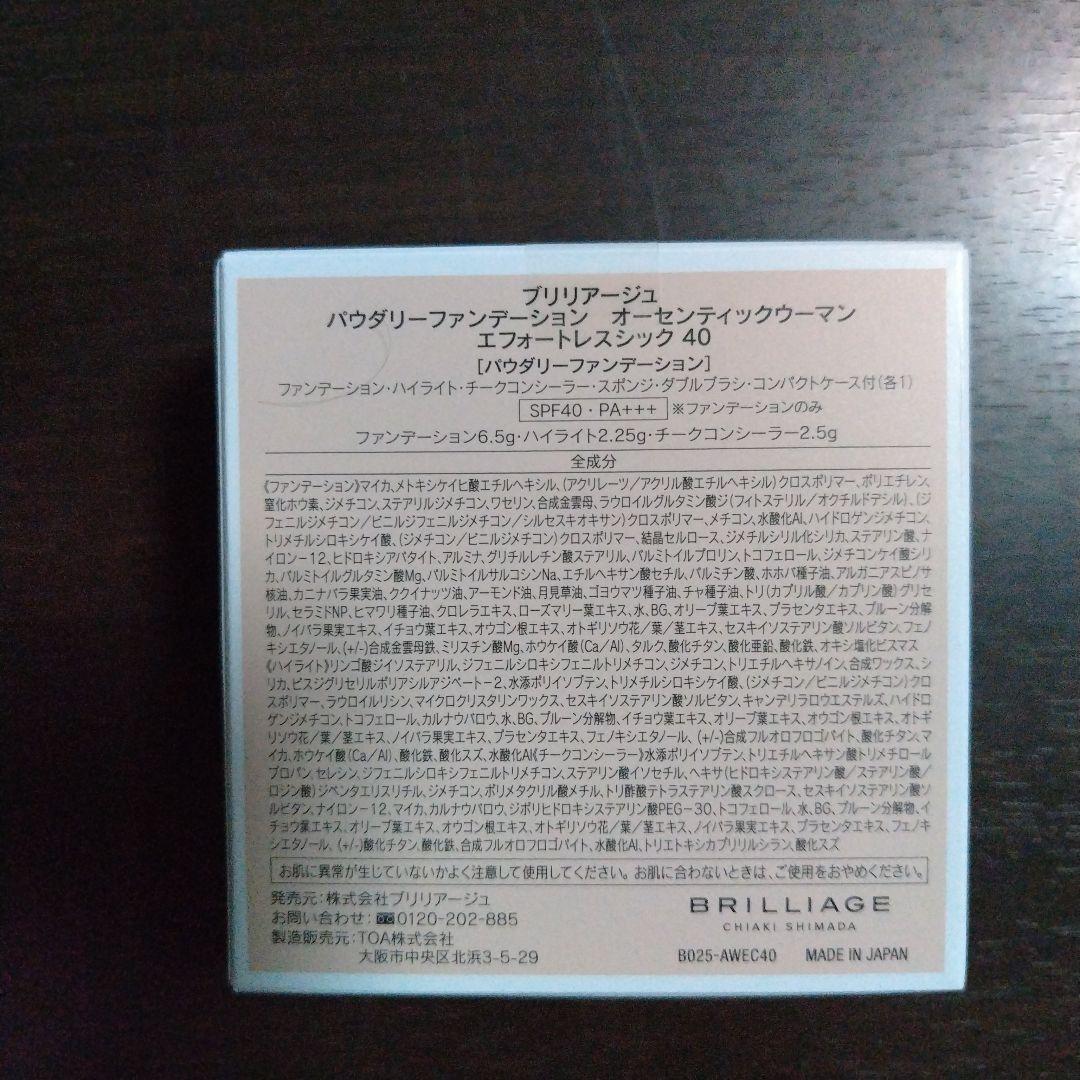 ブリリアージュ
パウダリーファンデーション　オーセンティックウーマン
エフォートレスシック 40
[パウダリーファンデーション]
ファンデーション・ハイライト・チークコンシーラー・スポンジ・ダブルブラシ・コンパクトケース付(各1)
SPF40・PA+++ ※ファンデーションのみ
ファンデーション6.5g・ハイライト2.25g・チークコンシーラー2.5g
全成分
《ファンデーション》マイカ、メトキシケイヒ酸エチルヘキシル、(アクリレーツ／アクリル酸エチルヘキシル)クロスポリマー、ポリエチレン、
窒化ホウ素、ジメチコン、ステアリルジメチコン、ワセリン、合成金雲母、ラウロイルグルタミン酸ジ(フィトステリル／オクチルドデシル)、(ジ
フェニルジメチコン／ビニルジフェニルジメチコン／シルセスキオキサン)クロスポリマー、メチコン、水酸化Al、ハイドロゲンジメチコン、
トリメチルシロキシケイ酸、(ジメチコン／ビニルジメチコン)クロスポリマー、結晶セルロース、ジメチルシリル化シリカ、ステアリン酸、ナ
イロン－12、ヒドロキシアパタイト、アルミナ、グリチルレチン酸ステアリル、パルミトイルプロリン、トコフェロール、ジメチコンケイ酸シリ
カ、パルミトイルグルタミン酸Mg、パルミトイルサルコシンNa、エチルヘキサン酸セチル、パルミチン酸、ホホバ種子油、アルガニアスピノサ
核油、カニナバラ果実油、ククイナッツ油、アーモンド油、月見草油、ゴヨウマツ種子油、チャ種子油、トリ(カプリル酸／カプリン酸)グリセ
リル、セラミドNP、ヒマワリ種子油、クロレラエキス、ローズマリー葉エキス、水、BG、オリーブ葉エキス、プラセンタエキス、プルーン分解
物、ノイバラ果実エキス、イチョウ葉エキス、オウゴン根エキス、オトギリソウ花／葉／茎エキス、セスキイソステアリン酸ソルビタン、フェノ
キシエタノール、(+/-)合成金雲母鉄、ミリスチン酸Mg、ホウケイ酸(Ca／Al)、タルク、酸化チタン、酸化亜鉛、酸化鉄、オキシ塩化ビスマス
《ハイライト》リンゴ酸ジイソステアリル、ジフェニルシロキシフェニルトリメチコン、ジメチコン、トリエチルヘキサノイン、合成ワックス、シ
リカ、ビスジグリセリルポリアシルアジペート－2、水添ポリイソブテン、トリメチルシロキシケイ酸、(ジメチコン／ビニルジメチコン)クロ
スポリマー、ラウロイルリシン、マイクロクリスタリンワックス、セスキイソステアリン酸ソルビタン、キャンデリラロウエステルズ、ハイドロ
ゲンジメチコン、トコフェロール、カルナウバロウ、水、BG、プルーン分解物、イチョウ葉エキス、オリーブ葉エキス、オウゴン根エキス、オトギ
リソウ花／葉／茎エキス、ノイバラ果実エキス、プラセンタエキス、フェノキシエタノール、(+/-)合成フルオロフロゴパイト、酸化チタン、マ
イカ、ホウケイ酸(Ca／Al)、酸化鉄、酸化スズ、水酸化Al《チークコンシーラー》水添ポリイソブテン、トリエチルヘキサン酸トリメチロール
プロパン、セレシン、ジフェニルシロキシフェニルトリメチコン、ステアリン酸イソセチル、ヘキサ(ヒドロキシステアリン酸／ステアリン酸／
ロジン酸)ジペンタエリスリチル、ジメチコン、ポリメタクリル酸メチル、トリ酢酸テトラステアリン酸スクロース、セスキイソステアリン酸ソ
ルビタン、ナイロン－12、マイカ、カルナウバロウ、ジポリヒドロキシステアリン酸PEG－30、トコフェロール、水、BG、プルーン分解物、イ
チョウ葉エキス、オリーブ葉エキス、オウゴン根エキス、オトギリソウ花／葉／茎エキス、ノイバラ果実エキス、プラセンタエキス、フェノキ
シエタノール、(+/-)酸化チタン、酸化鉄、合成フルオロフロゴパイト、水酸化Al、トリエトキシカプリリルシラン、酸化スズ
お肌に異常が生じていないかよく注意して使用してください。お肌に合わないときは、ご使用をおやめください。
発売元：株式会社ブリリアージュ
お問い合わせ：0120-202-885
製造販売元：TOA株式会社
大阪市中央区北浜3-5-29
BRILLIAGE
CHIAKI SHIMADA
B025-AWEC40　MADE IN JAPAN